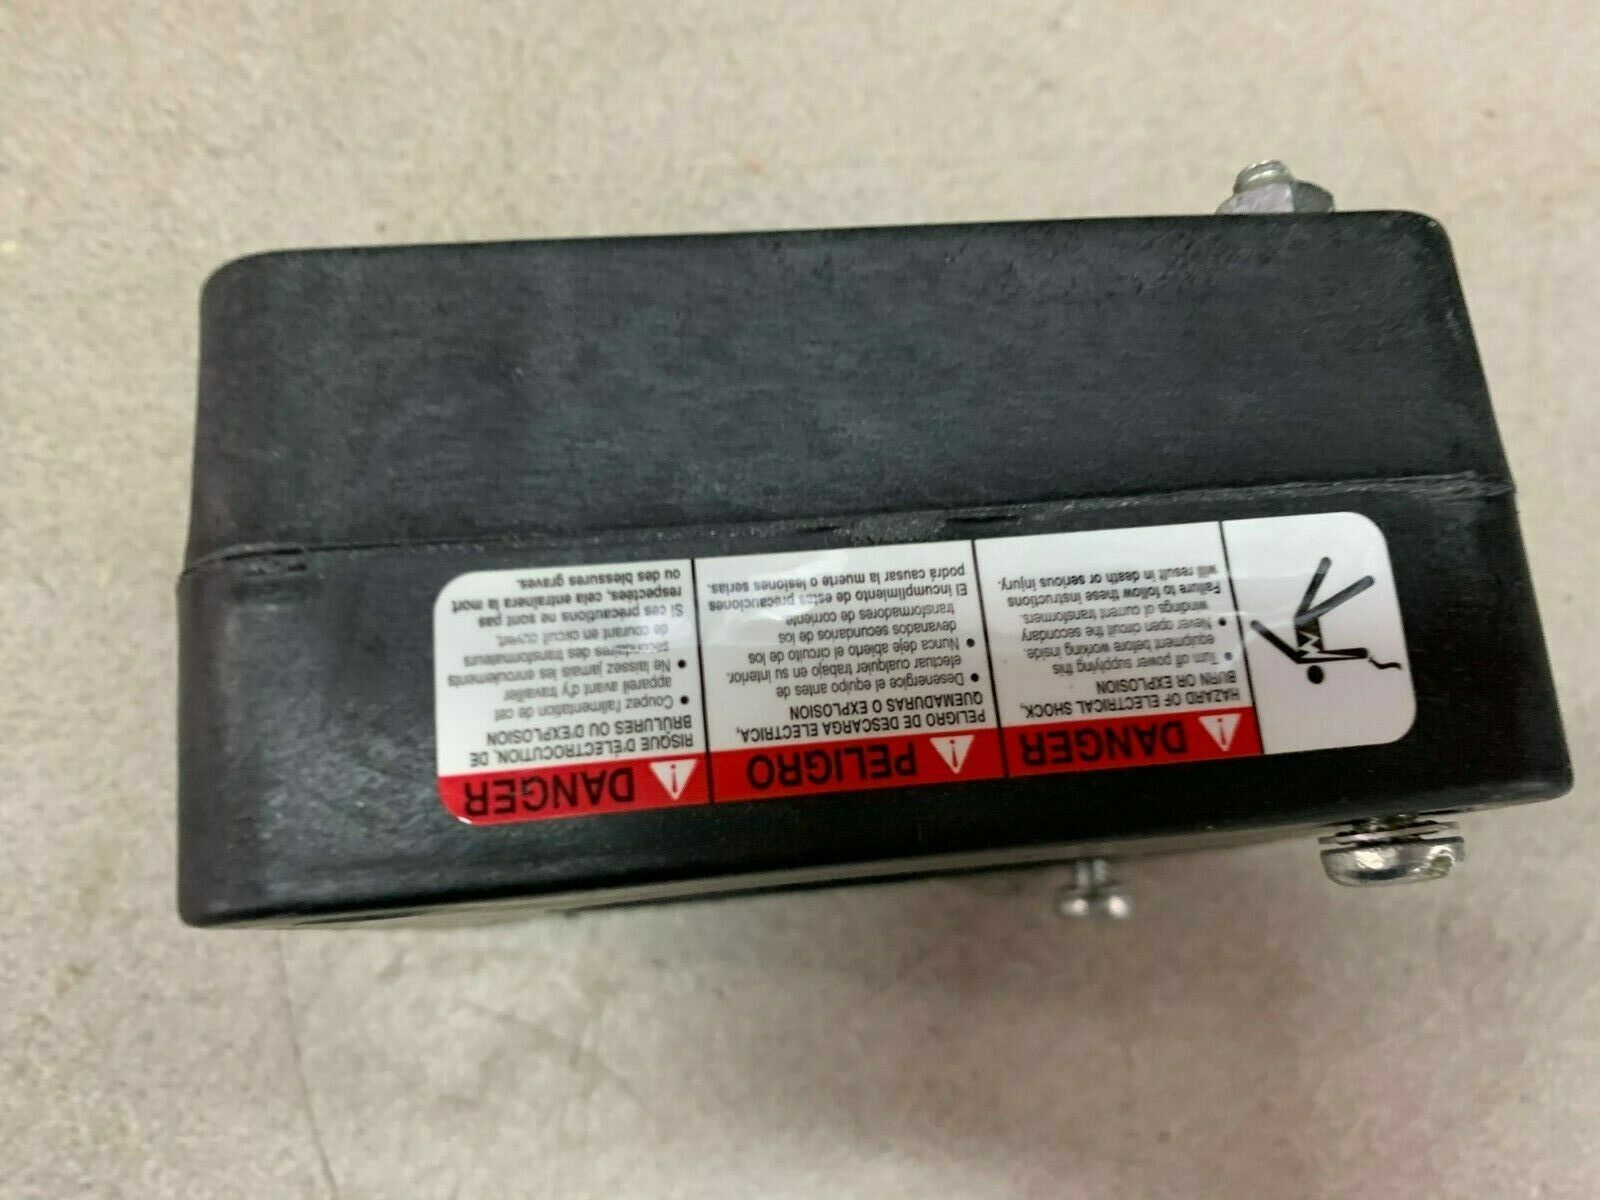 DANGER
HAZARD OF ELECTRICAL SHOCK,
BURN OR EXPLOSION
• Turn off power supplying this
equipment before working inside.
• Never open circuit the secondary
windings of current transformers.
Failure to follow these instructions
will result in death or serious injury.
PELIGRO
PELIGRO DE DESCARGA ELECTRICA,
QUEMADURAS O EXPLOSION
• Desenergice el equipo antes de
efectuar cualquier trabajo en su interior.
• Nunca deje abierto el circuito de los
devanados secundarios de los
transformadores de corriente
El incumplimiento de estas precauciones
podrá causar la muerte o lesiones serias.
DANGER
RISQUE D'ÉLECTROCUTION, DE
BRÛLURES OU D'EXPLOSION
• Coupez l'alimentation de cet
appareil avant d'y travailler
• Ne laissez jamais les enroulements
secondaires des transformateurs
de courant en circuit ouvert.
Si ces précautions ne sont pas
respectées, cela entraînera la mort
ou des blessures graves.